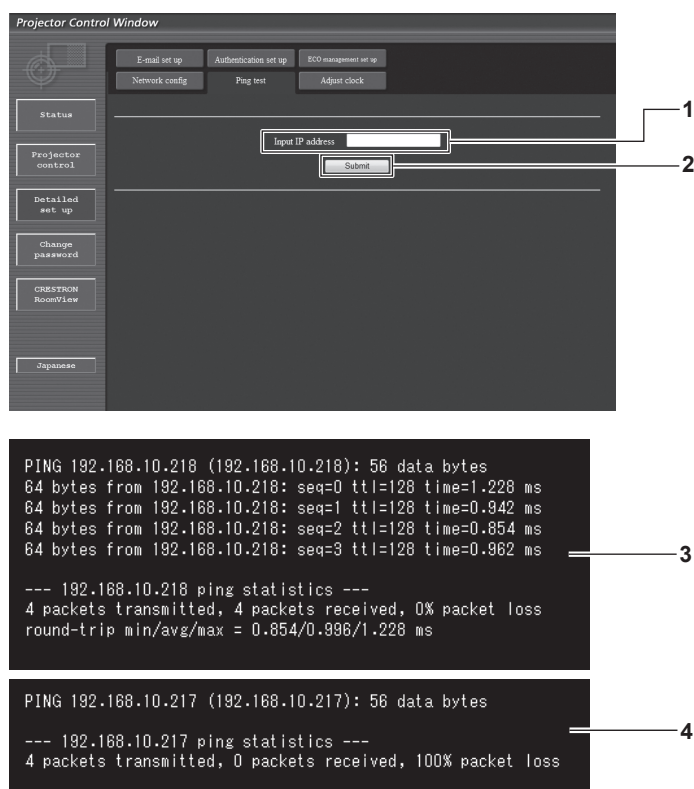 Projector Control Window
E-mail set up
Authentication set up
ECO management set up
Network config
Ping test
Adjust clock
Status
Projector
control
Detailed
set up
Change
password
CRESTRON
RoomView
Japanese
Input IP address
1
Submit
2
PING 192.168.10.218 (192.168.10.218): 56 data bytes
64 bytes from 192.168.10.218: seq=0 ttl=128 time=1.228 ms
64 bytes from 192.168.10.218: seq=1 ttl=128 time=0.942 ms
64 bytes from 192.168.10.218: seq=2 ttl=128 time=0.854 ms
64 bytes from 192.168.10.218: seq=3 ttl=128 time=0.962 ms
3
--- 192.168.10.218 ping statistics ---
4 packets transmitted, 4 packets received, 0% packet loss
round-trip min/avg/max = 0.854/0.996/1.228 ms
PING 192.168.10.217 (192.168.10.217): 56 data bytes
4
--- 192.168.10.217 ping statistics ---
4 packets transmitted, 0 packets received, 100% packet loss